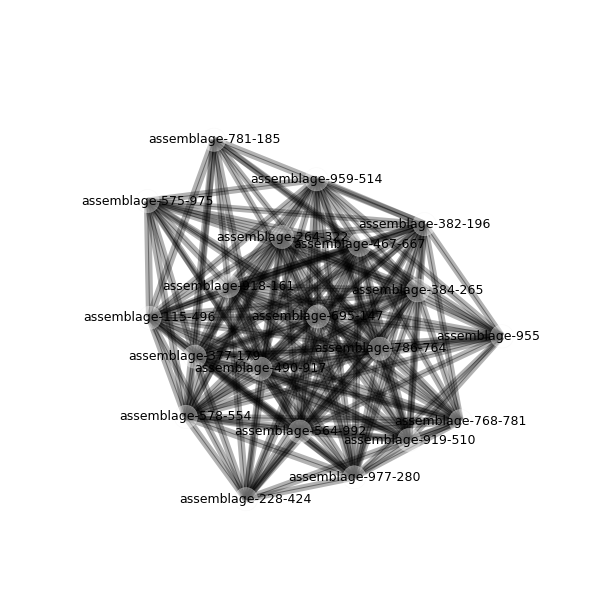 assemblage-781-185
assemblage-959-514
assemblage-575-975
assemblage-382-196
assemblage-264-322
assemblage-467-667
assemblage-918-161
assemblage-384-265
assemblage-115-496
assemblage-695-147
assemblage-955
assemblage-786-764
assemblage-377-179
assemblage-490-917
assemblage-578-554
assemblage-768-781
assemblage-564-992
assemblage-919-510
assemblage-977-280
assemblage-228-424